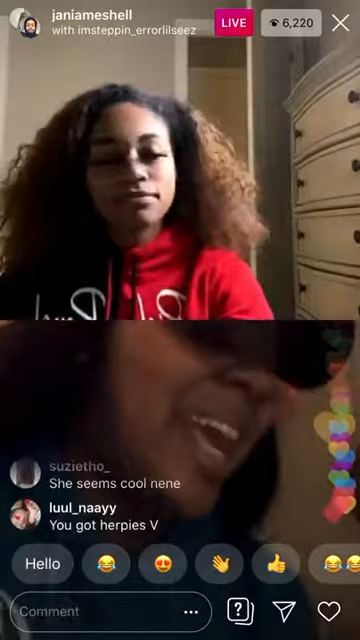 janiameshell
LIVE
6,220
with imsteppin_errorlilseez
suzietho_
She seems cool nene
luul_naayy
You got herpies V
Hello
Comment